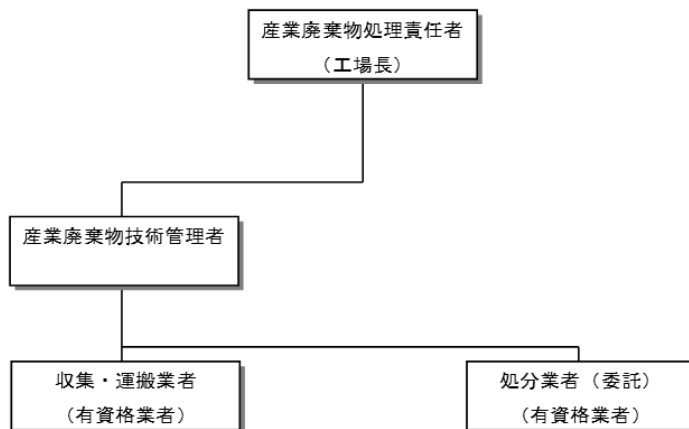 産業廃棄物処理責任者
（工場長）
産業廃棄物技術管理者
収集・運搬業者
（有資格業者）
処分業者（委託）
（有資格業者）